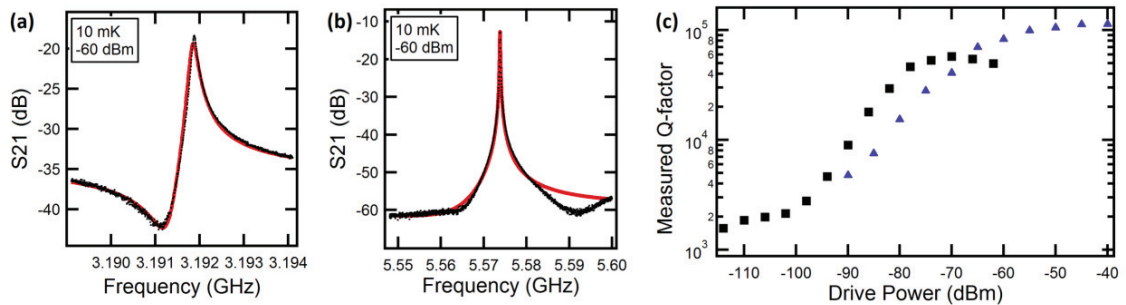 (a)
10 mK
-60 dBm
S21 (dB)
-20
-25
-30
-35
-40
3.190 3.191 3.192 3.193 3.194
Frequency (GHz)
(b)
10 mK
-60 dBm
S21 (dB)
-10
-20
-30
-40
-50
-60
5.55 5.56 5.57 5.58 5.59 5.60
Frequency (GHz)
(c)
Measured Q-factor
10^5
8
6
4
2
10^4
8
6
4
2
10^3
-110 -100 -90 -80 -70 -60 -50 -40
Drive Power (dBm)